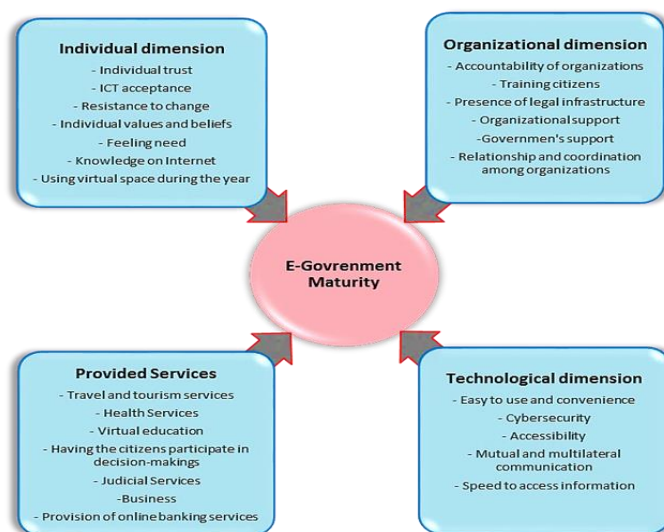 Individual dimension
- Individual trust
- ICT acceptance
- Resistance to change
- Individual values and beliefs
- Feeling need
- Knowledge on Internet
- Using virtual space during the year
Organizational dimension
- Accountability of organizations
- Training citizens
- Presence of legal infrastructure
- Organizational support
-Governmen's support
- Relationship and coordination
among organizations
E-Govrenment
Maturity
Provided Services
- Travel and tourism services
- Health Services
- Virtual education
- Having the citizens participate in
decision-makings
- Judicial Services
-Business
- Provision of online banking services
Technological dimension
- Easy to use and convenience
- Cybersecurity
- Accessibility
- Mutual and multilateral
communication
- Speed to access information